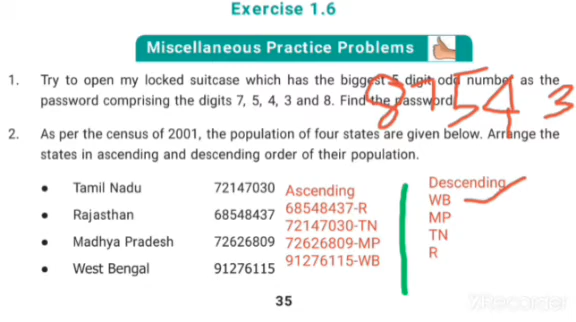 Exercise 1.6
Miscellaneous Practice Problems
1. Try to open my locked suitcase which has the biggest 5 digit odd number as the
password comprising the digits 7, 5, 4, 3 and 8. Find the password.
87543
2. As per the census of 2001, the population of four states are given below. Arrange the
states in ascending and descending order of their population.
• Tamil Nadu 72147030
• Rajasthan 68548437
• Madhya Pradesh 72626809
• West Bengal 91276115
Ascending
68548437-R
72147030-TN
72626809-MP
91276115-WB
Descending
WB
MP
TN
R
35
XRecorder